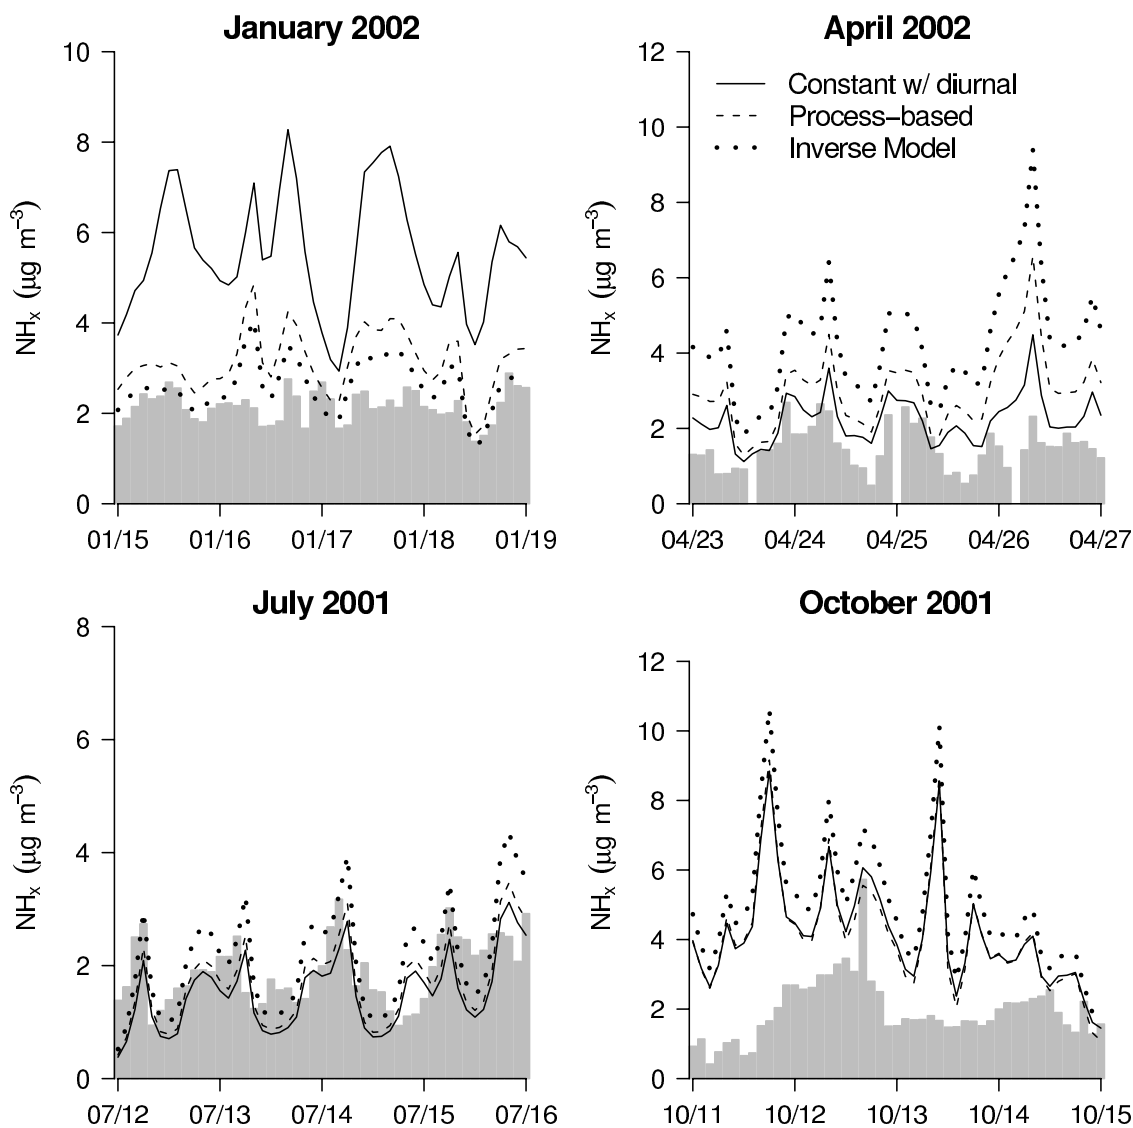 January 2002
10
8
6
4
2
0
NHx (µg m−3)
01/15 01/16 01/17 01/18 01/19
April 2002
12
10
8
6
4
2
0
NHx (µg m−3)
Constant w/ diurnal
Process−based
Inverse Model
04/23 04/24 04/25 04/26 04/27
July 2001
8
6
4
2
0
NHx (µg m−3)
07/12 07/13 07/14 07/15 07/16
October 2001
12
10
8
6
4
2
0
NHx (µg m−3)
10/11 10/12 10/13 10/14 10/15